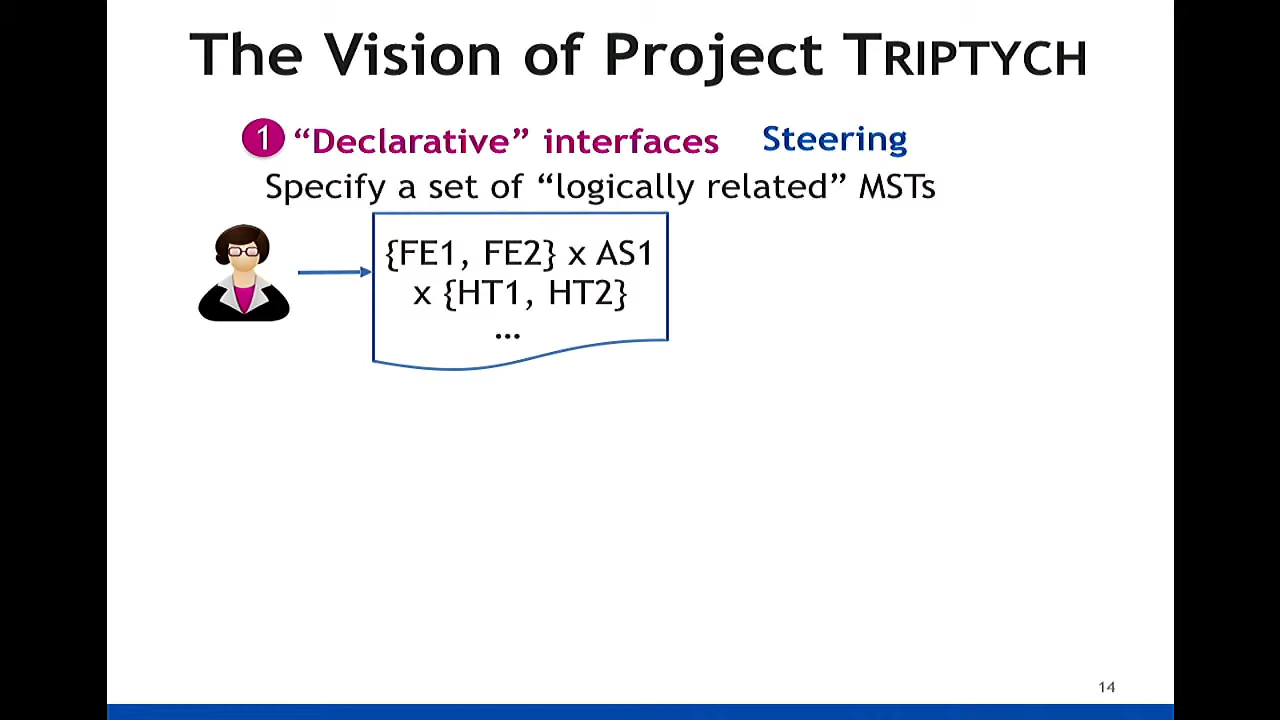 The Vision of Project TRIPTYCH
1 “Declarative” interfaces Steering
Specify a set of “logically related” MSTs
{FE1, FE2} x AS1
x {HT1, HT2}
...
14